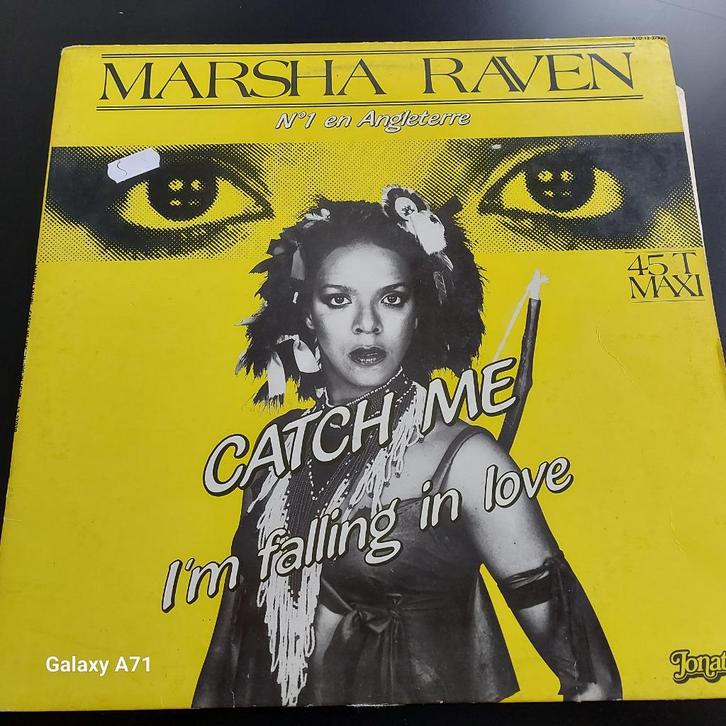 MARSHA RAVEN
N°1 en Angleterre
45 T
MAXI
CATCH ME
I'm falling in love
Galaxy A71